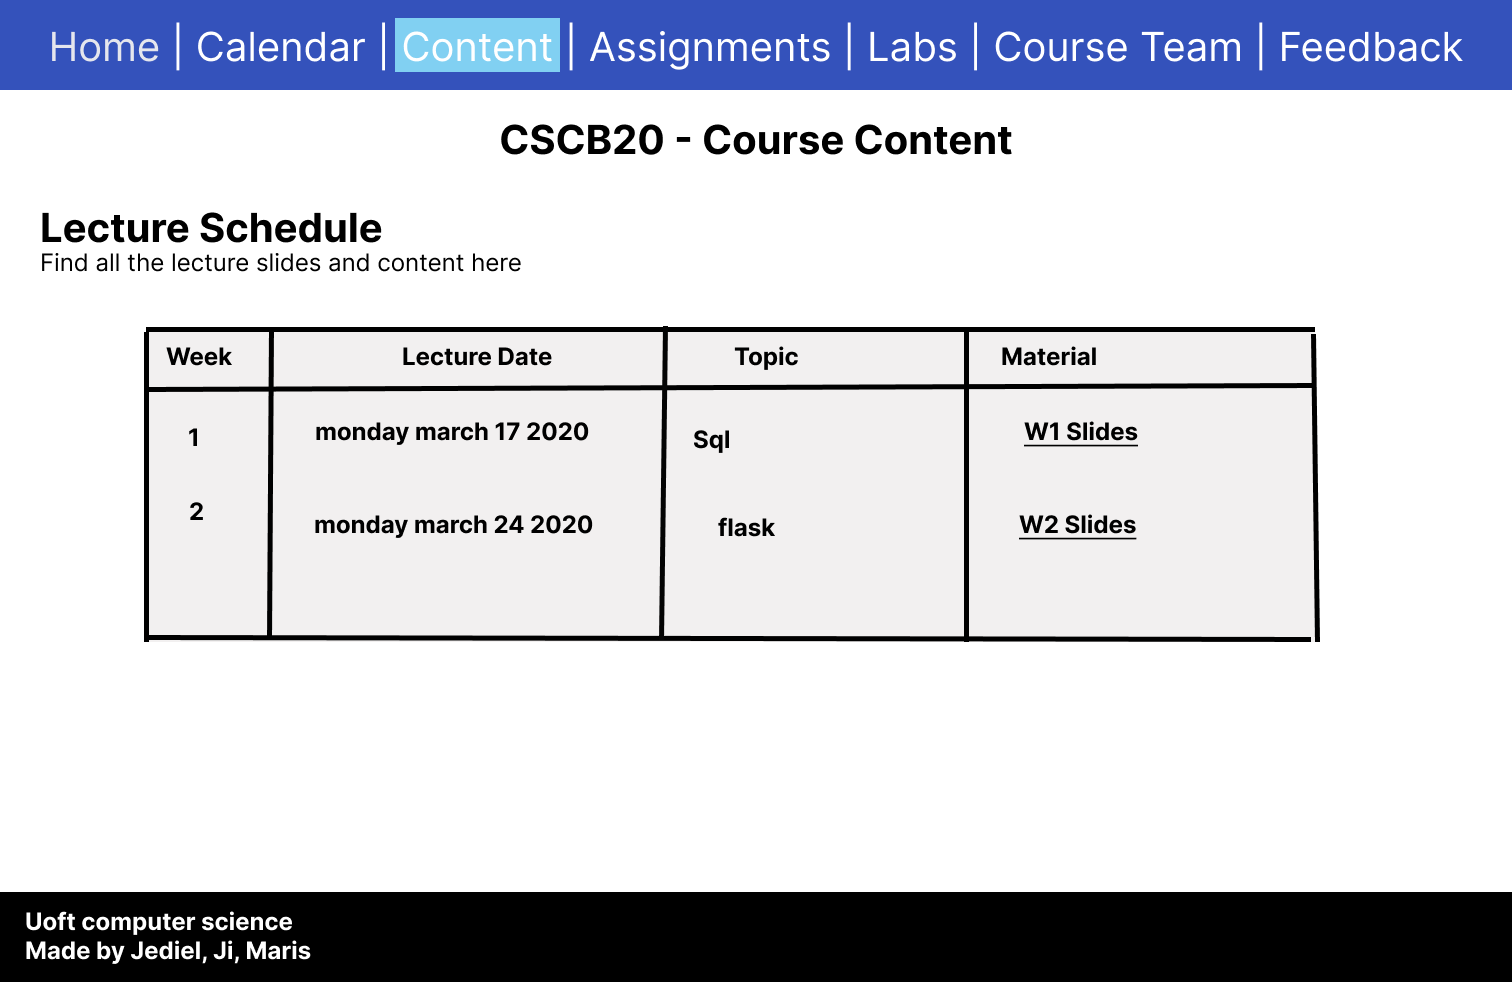 Home | Calendar | Content | Assignments | Labs | Course Team | Feedback
CSCB20 - Course Content
Lecture Schedule
Find all the lecture slides and content here
Week Lecture Date Topic Material
1 monday march 17 2020 Sql W1 Slides
2 monday march 24 2020 flask W2 Slides
Uoft computer science
Made by Jediel, Ji, Maris